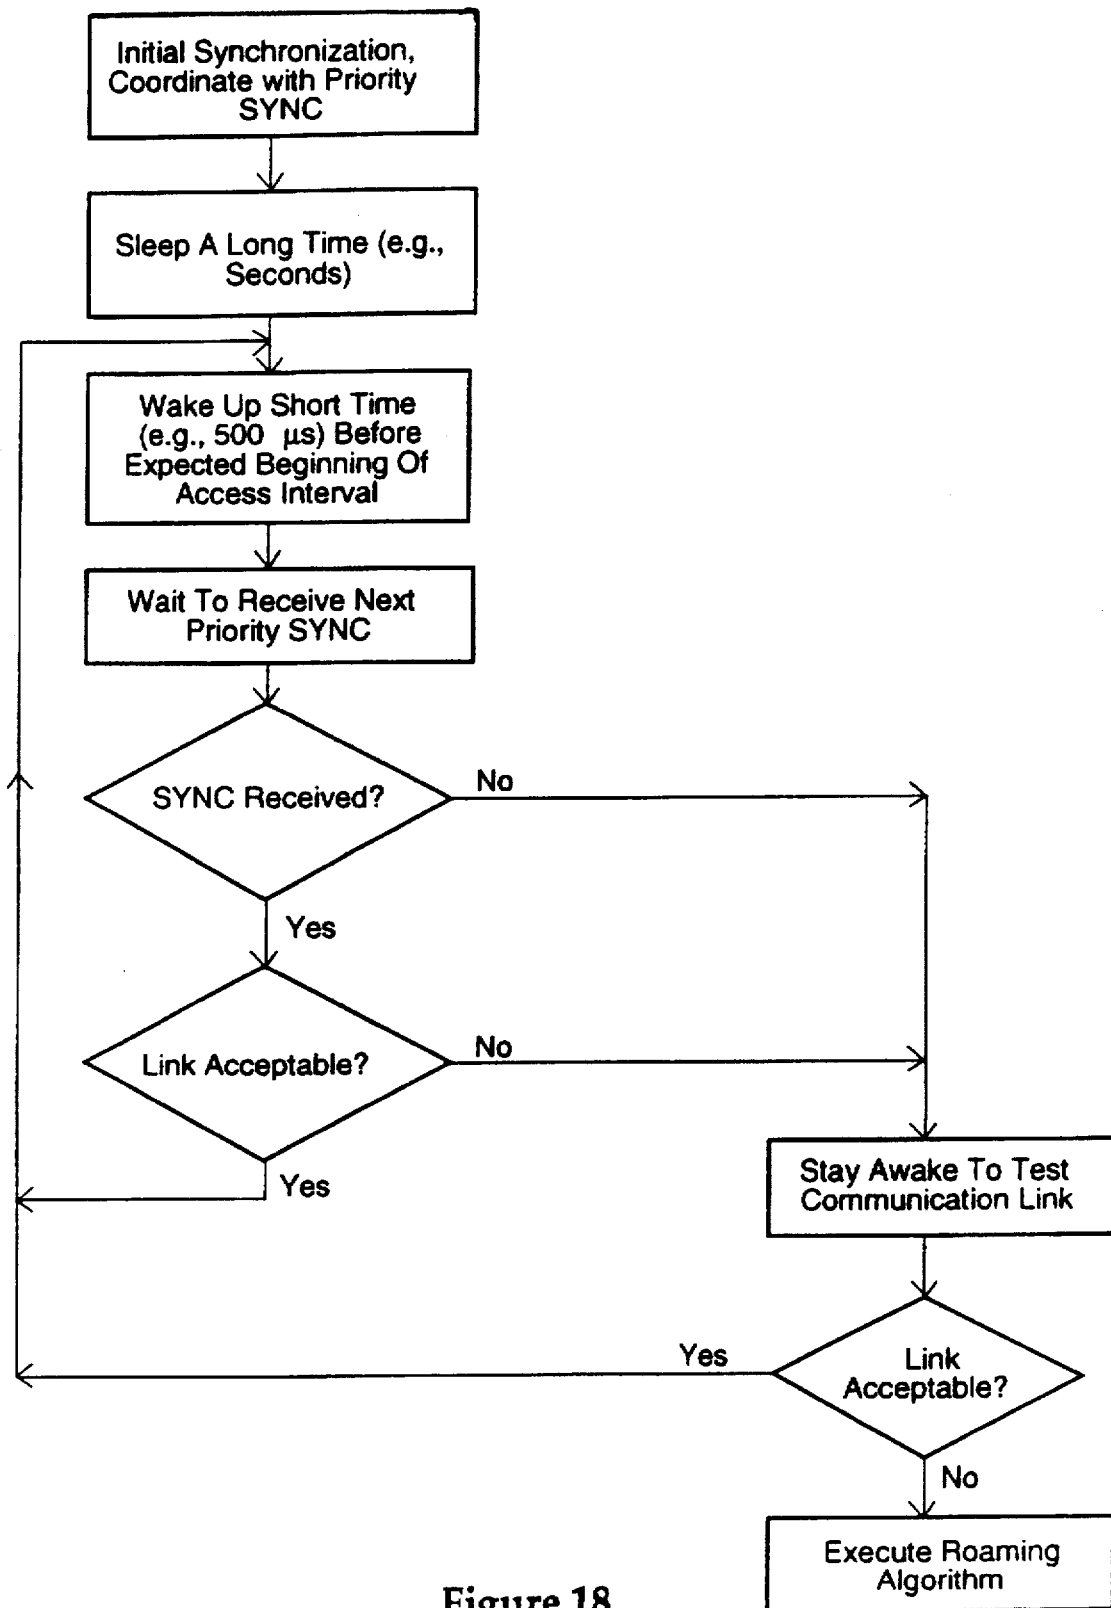 Initial Synchronization,
Coordinate with Priority
SYNC
Sleep A Long Time (e.g.,
Seconds)
Wake Up Short Time
(e.g., 500 µs) Before
Expected Beginning Of
Access Interval
Wait To Receive Next
Priority SYNC
SYNC Received?
No
Yes
Link Acceptable?
No
Yes
Stay Awake To Test
Communication Link
Link
Acceptable?
Yes
No
Execute Roaming
Algorithm
Figure 18